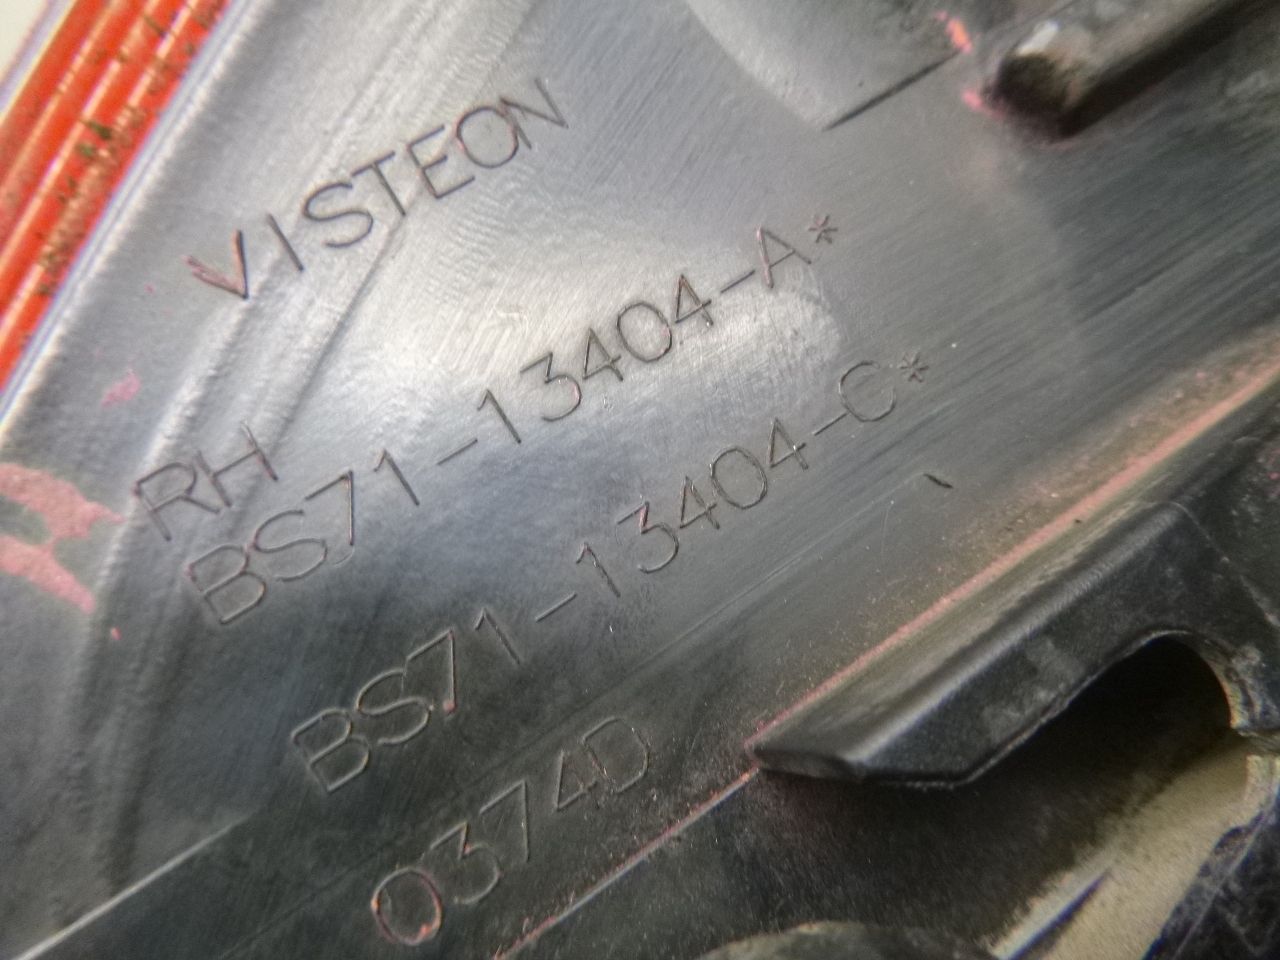 VISTEON
RH
BS71-13404-A*
BS71-13404-C*
0374D